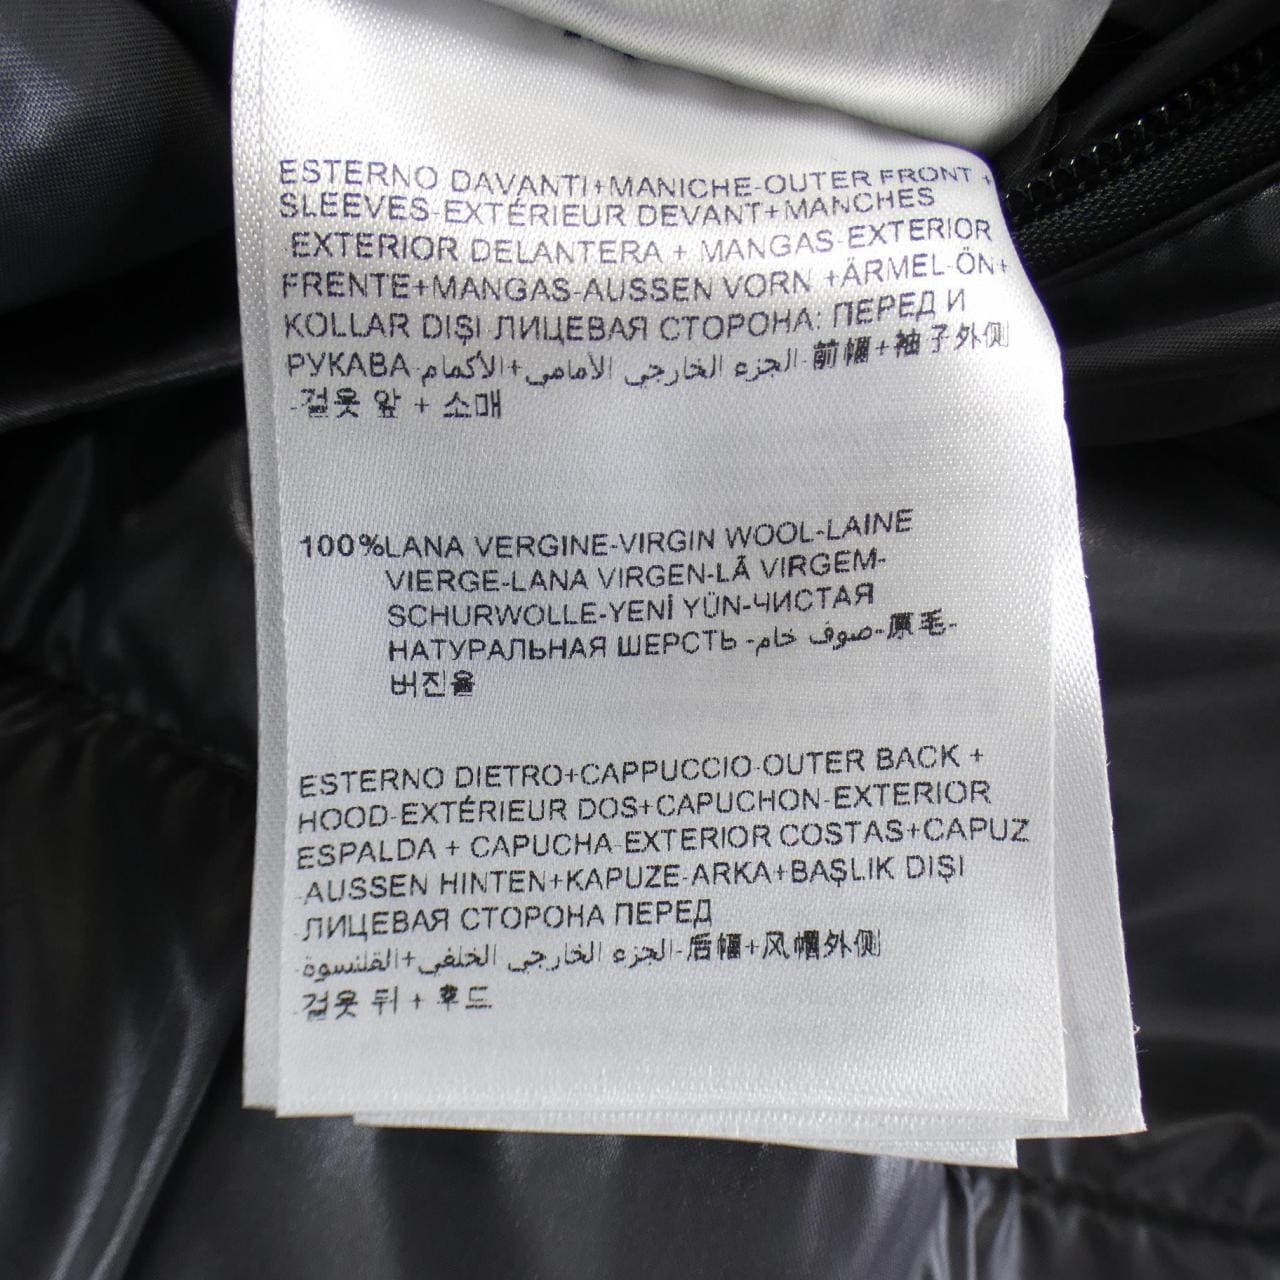 ESTERNO DAVANTI+MANICHE-OUTER FRONT +
SLEEVES-EXTÉRIEUR DEVANT+MANCHES
EXTERIOR DELANTERA + MANGAS-EXTERIOR
FRENTE+MANGAS-AUSSEN VORN +ÄRMEL-ÖN+
KOLLAR DIŞI-ЛИЦЕВАЯ СТОРОНА: ПЕРЕД И
РУКАВА-الجزء الخارجي الأمامي+الأكمام-前幅+袖子外侧
-겉옷 앞 + 소매
100%LANA VERGINE-VIRGIN WOOL-LAINE
VIERGE-LANA VIRGEN-LÃ VIRGEM-
SCHURWOLLE-YENİ YÜN-ЧИСТАЯ
НАТУРАЛЬНАЯ ШЕРСТЬ -صوف خام-原毛-
버진울
ESTERNO DIETRO+CAPPUCCIO-OUTER BACK +
HOOD-EXTÉRIEUR DOS+CAPUCHON-EXTERIOR
ESPALDA + CAPUCHA-EXTERIOR COSTAS+CAPUZ
-AUSSEN HINTEN+KAPUZE-ARKA+BAŞLIK DIŞI
-ЛИЦЕВАЯ СТОРОНА ПЕРЕД
-الجزء الخارجي الخلفي+القلنسوة-后幅+风帽外侧
-겉옷 뒤 + 후드